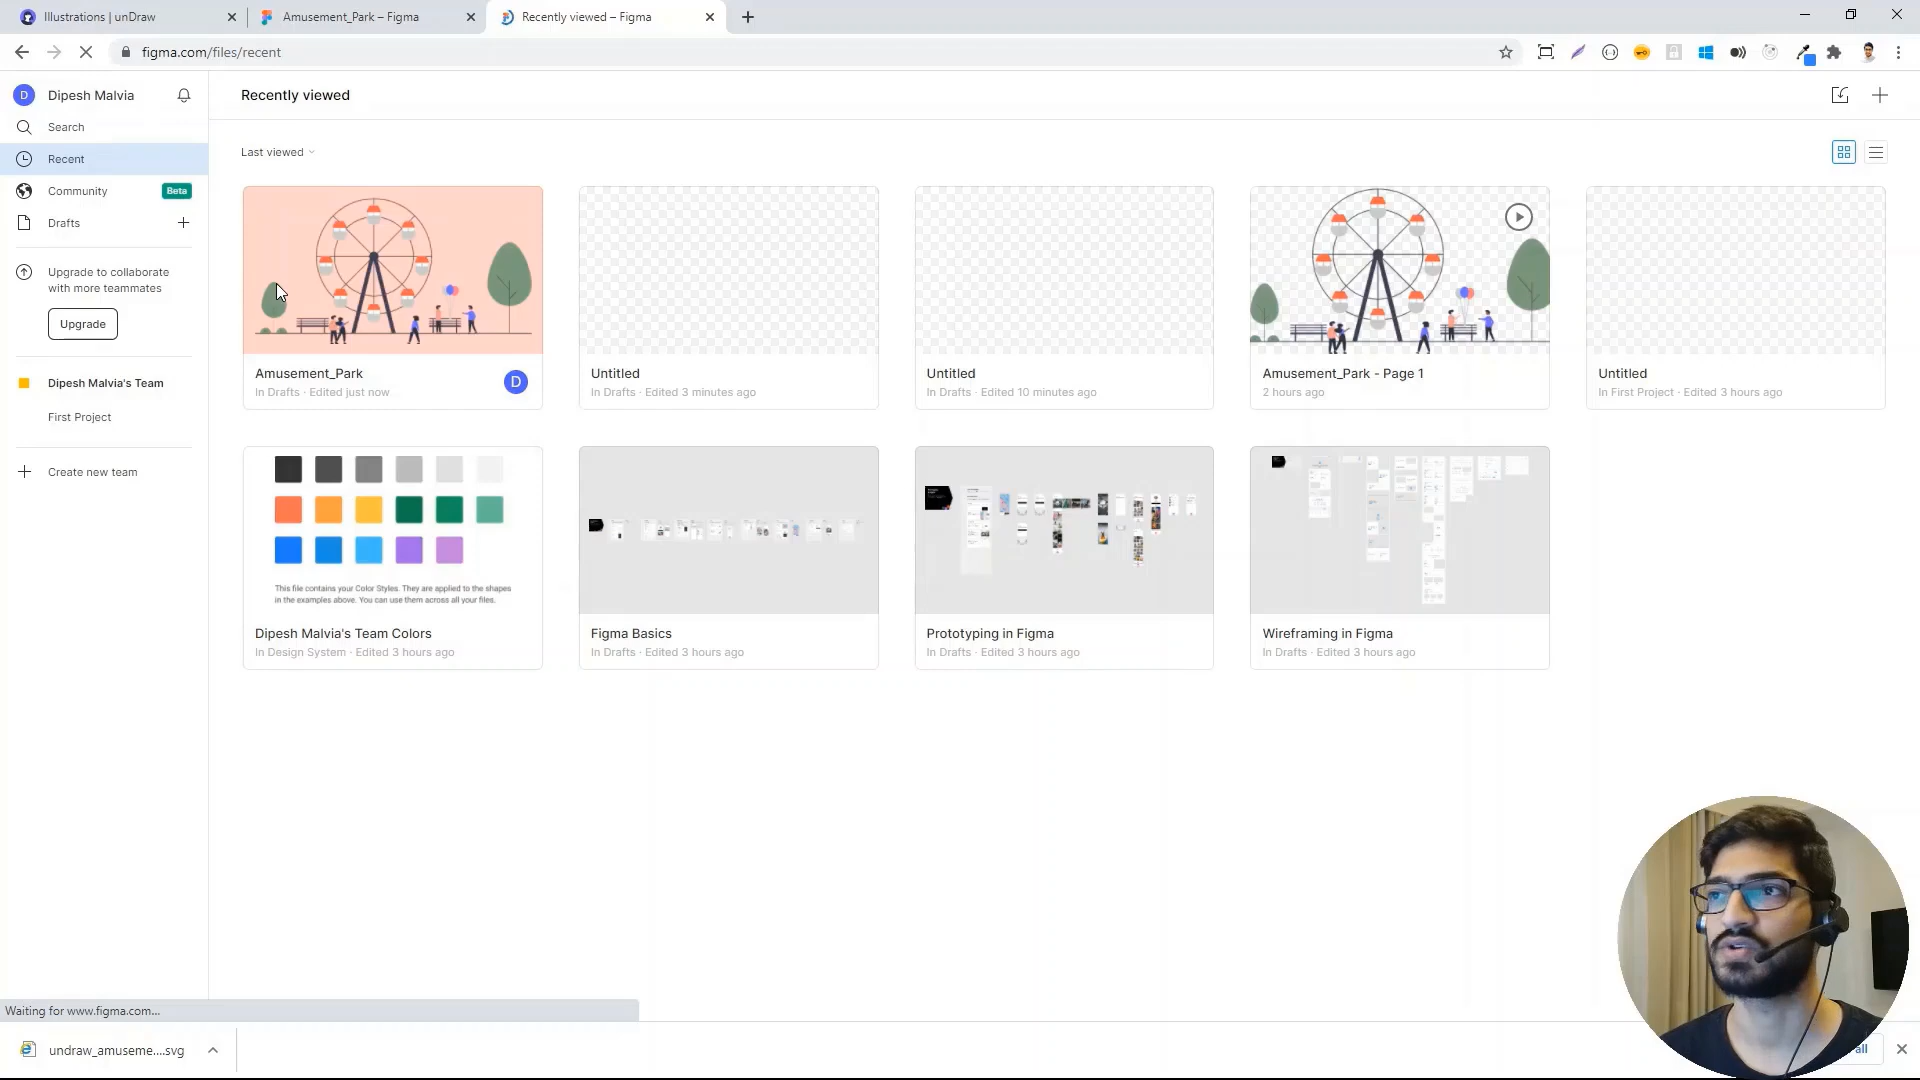 Illustrations | unDraw
Amusement_Park – Figma
Recently viewed – Figma
figma.com/files/recent
D
Dipesh Malvia
Search
Recent
Community
Beta
Drafts
Upgrade to collaborate
with more teammates
Upgrade
Dipesh Malvia's Team
First Project
Create new team
Recently viewed
Last viewed
Amusement_Park
In Drafts · Edited just now
D
Untitled
In Drafts · Edited 3 minutes ago
Untitled
In Drafts · Edited 10 minutes ago
Amusement_Park - Page 1
2 hours ago
Untitled
In First Project · Edited 3 hours ago
This file contains your Color Styles. They are applied to the shapes
in the examples above. You can use them across all your files.
Dipesh Malvia's Team Colors
In Design System · Edited 3 hours ago
Figma Basics
In Drafts · Edited 3 hours ago
Prototyping in Figma
In Drafts · Edited 3 hours ago
Wireframing in Figma
In Drafts · Edited 3 hours ago
Waiting for www.figma.com...
undraw_amuseme....svg
all